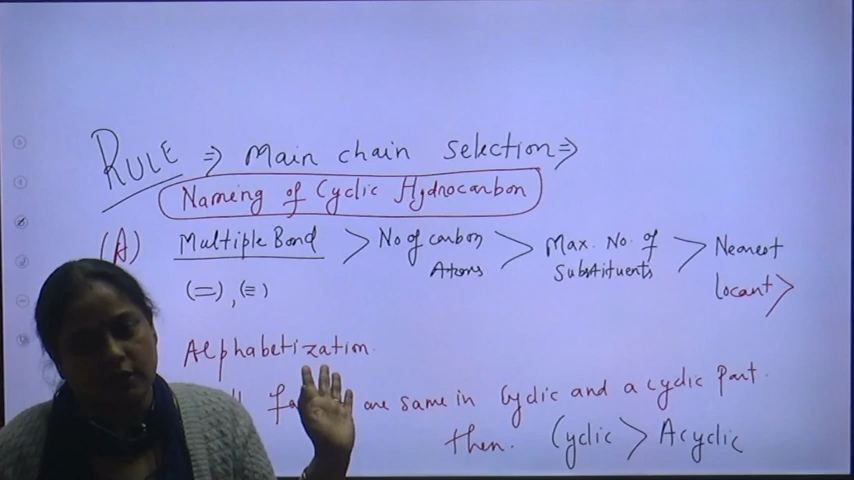 RULE ⇒ Main chain selection ⇒
Naming of Cyclic Hydrocarbon
(A) Multiple Bond > No of carbon Atoms > Max. No. of Substituents > Nearest locant >
(=), (≡)
Alphabetization.
are same in Cyclic and a cyclic part.
then. Cyclic > Acyclic